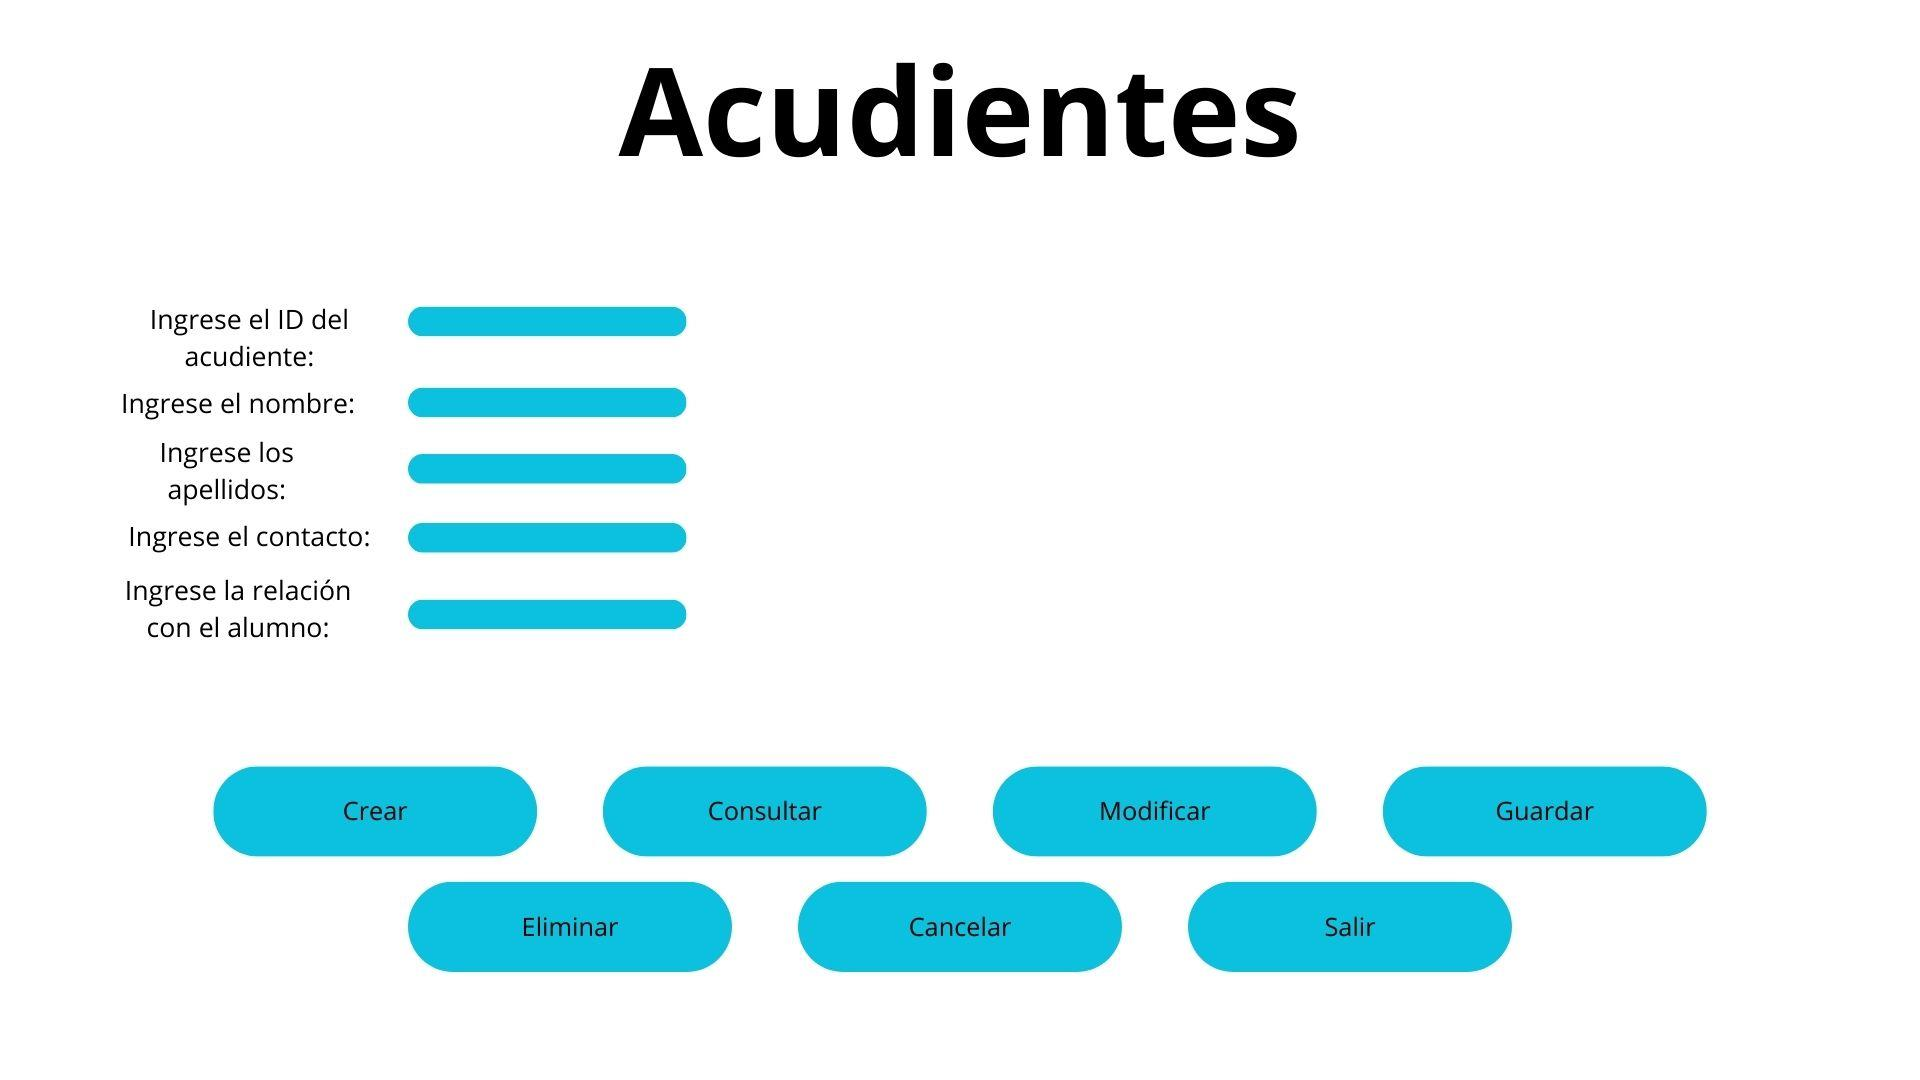 Acudientes
Ingrese el ID del
acudiente:
Ingrese el nombre:
Ingrese los
apellidos:
Ingrese el contacto:
Ingrese la relación
con el alumno:
Crear
Consultar
Modificar
Guardar
Eliminar
Cancelar
Salir